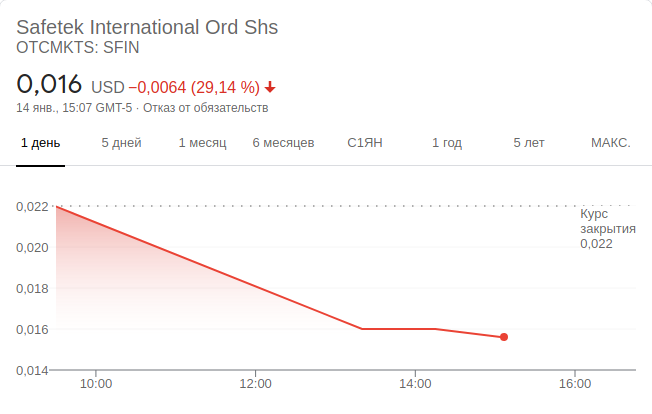 Safetek International Ord Shs
OTCMKTS: SFIN
0,016 USD −0,0064 (29,14 %)
14 янв., 15:07 GMT-5 · Отказ от обязательств
1 день 5 дней 1 месяц 6 месяцев С1ЯН 1 год 5 лет МАКС.
0,022
Курс
закрытия
0,022
0,020
0,018
0,016
0,014
10:00 12:00 14:00 16:00